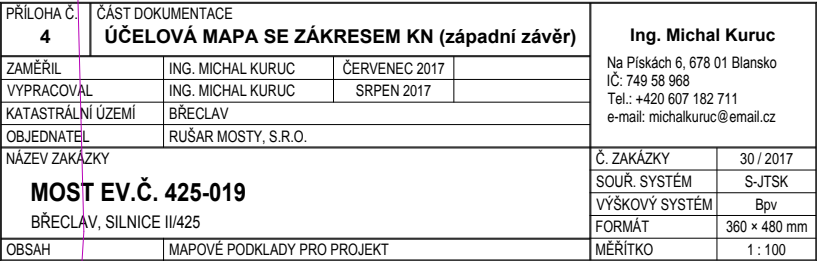 PŘÍLOHA Č. ČÁST DOKUMENTACE
4 ÚČELOVÁ MAPA SE ZÁKRESEM KN (západní závěr)
ZAMĚŘIL ING. MICHAL KURUC ČERVENEC 2017
VYPRACOVAL ING. MICHAL KURUC SRPEN 2017
KATASTRÁLNÍ ÚZEMÍ BŘECLAV
OBJEDNATEL RUŠAR MOSTY, S.R.O.
Ing. Michal Kuruc
Na Pískách 6, 678 01 Blansko
IČ: 749 58 968
Tel.: +420 607 182 711
e-mail: michalkuruc@email.cz
NÁZEV ZAKÁZKY
MOST EV.Č. 425-019
BŘECLAV, SILNICE II/425
OBSAH MAPOVÉ PODKLADY PRO PROJEKT
Č. ZAKÁZKY 30 / 2017
SOUŘ. SYSTÉM S-JTSK
VÝŠKOVÝ SYSTÉM Bpv
FORMÁT 360 × 480 mm
MĚŘÍTKO 1 : 100